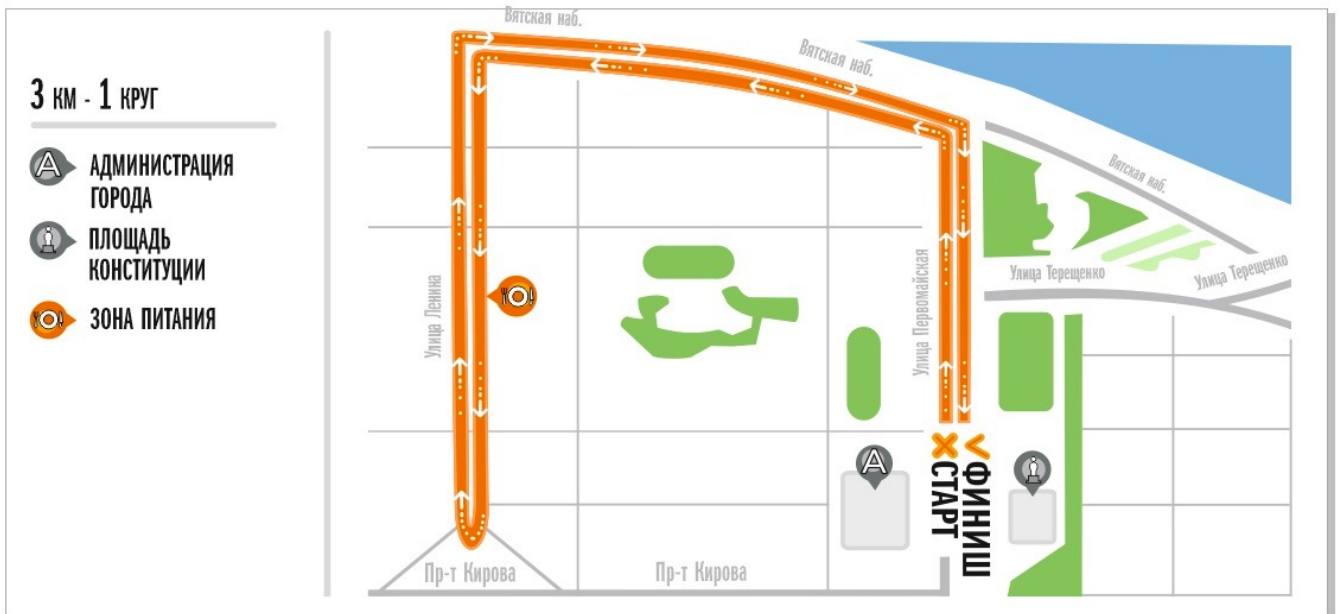 3 КМ - 1 КРУГ
А
АДМИНИСТРАЦИЯ
ГОРОДА
ПЛОЩАДЬ
КОНСТИТУЦИИ
ЗОНА ПИТАНИЯ
Вятская наб.
Вятская наб.
Вятская наб.
Улица Терещенко
Улица Терещенко
Улица Ленина
Улица Первомайская
А
СТАРТ
ФИНИШ
Пр-т Кирова
Пр-т Кирова